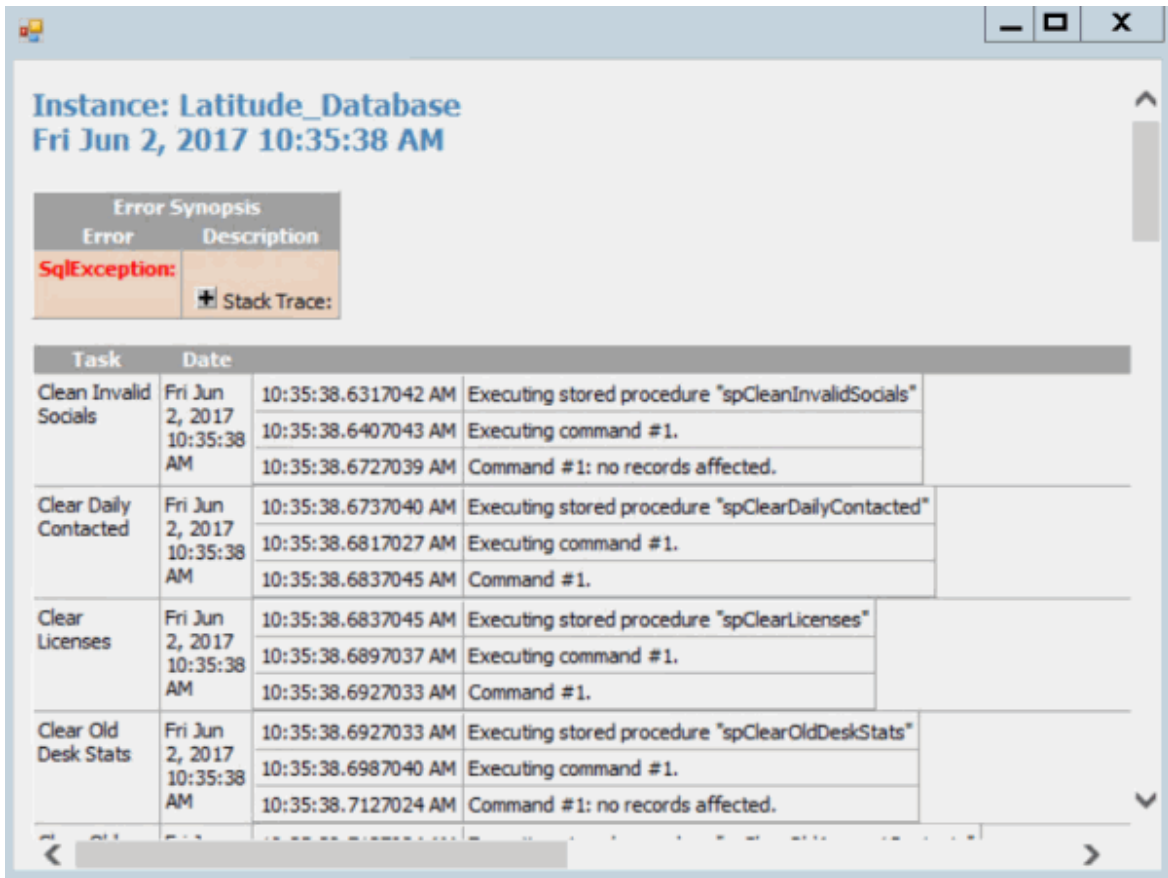 Instance: Latitude_Database
Fri Jun 2, 2017 10:35:38 AM
Error Synopsis
Error Description
SqlException:
Stack Trace:
Task Date
Clean Invalid
Socials
Fri Jun
2, 2017
10:35:38
AM
10:35:38.6317042 AM Executing stored procedure "spCleanInvalidSocials"
10:35:38.6407043 AM Executing command #1.
10:35:38.6727039 AM Command #1: no records affected.
Clear Daily
Contacted
Fri Jun
2, 2017
10:35:38
AM
10:35:38.6737040 AM Executing stored procedure "spClearDailyContacted"
10:35:38.6817027 AM Executing command #1.
10:35:38.6837045 AM Command #1.
Clear
Licenses
Fri Jun
2, 2017
10:35:38
AM
10:35:38.6837045 AM Executing stored procedure "spClearLicenses"
10:35:38.6897037 AM Executing command #1.
10:35:38.6927033 AM Command #1.
Clear Old
Desk Stats
Fri Jun
2, 2017
10:35:38
AM
10:35:38.6927033 AM Executing stored procedure "spClearOldDeskStats"
10:35:38.6987040 AM Executing command #1.
10:35:38.7127024 AM Command #1: no records affected.